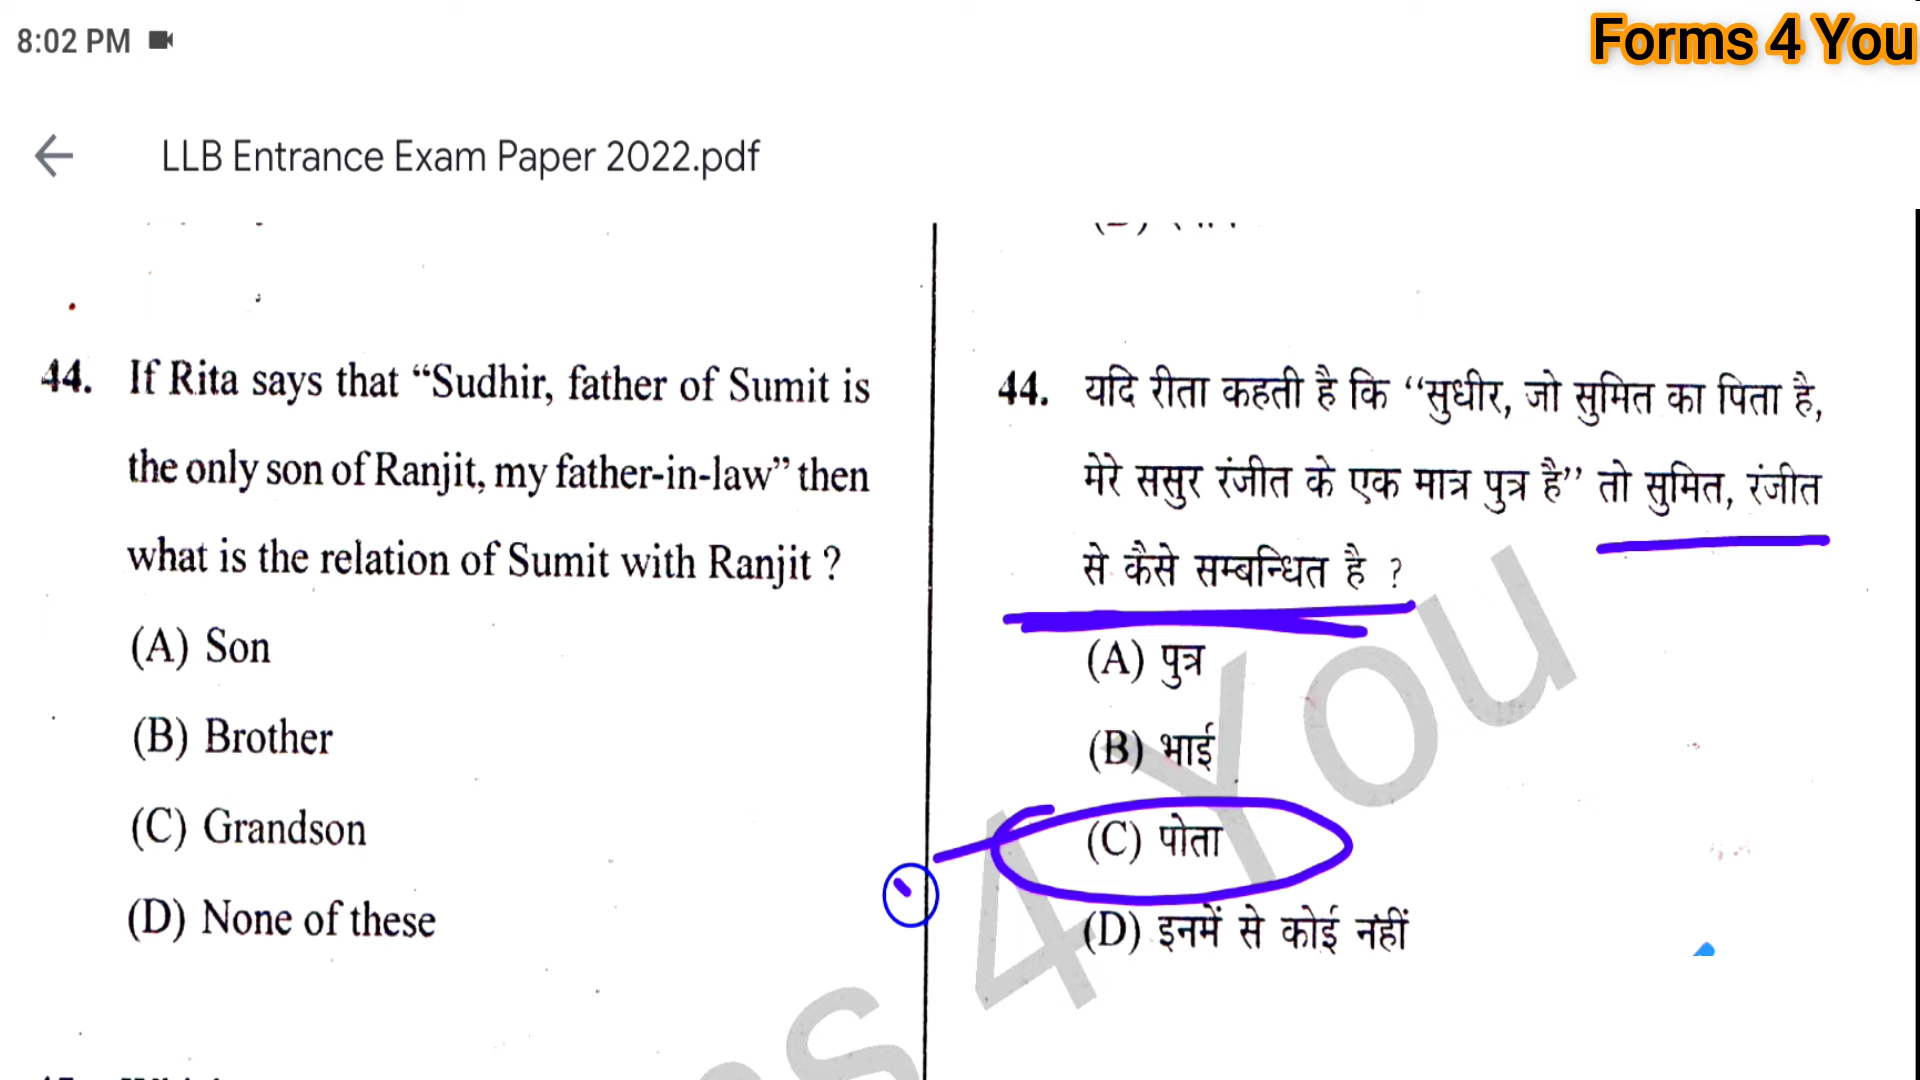 8:02 PM
Forms 4 You
LLB Entrance Exam Paper 2022.pdf
44. If Rita says that “Sudhir, father of Sumit is
the only son of Ranjit, my father-in-law” then
what is the relation of Sumit with Ranjit ?
(A) Son
(B) Brother
(C) Grandson
(D) None of these
44. यदि रीता कहती है कि “सुधीर, जो सुमित का पिता है,
मेरे ससुर रंजीत के एक मात्र पुत्र है” तो सुमित, रंजीत
से कैसे सम्बन्धित है ?
(A) पुत्र
(B) भाई
(C) पोता
(D) इनमें से कोई नहीं
s 4 You